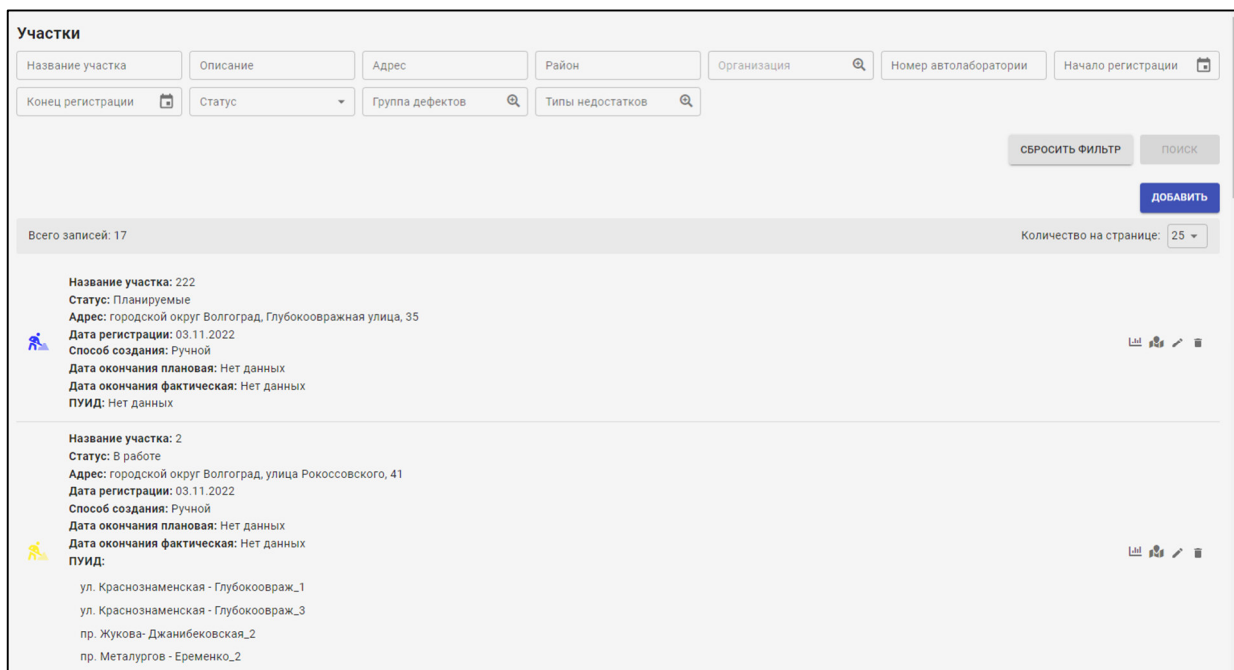 Участки
Название участка Описание Адрес Район Организация Номер автолаборатории Начало регистрации
Конец регистрации Статус Группа дефектов Типы недостатков
СБРОСИТЬ ФИЛЬТР ПОИСК
ДОБАВИТЬ
Всего записей: 17 Количество на странице: 25
Название участка: 222
Статус: Планируемые
Адрес: городской округ Волгоград, Глубокоовражная улица, 35
Дата регистрации: 03.11.2022
Способ создания: Ручной
Дата окончания плановая: Нет данных
Дата окончания фактическая: Нет данных
ПУИД: Нет данных
Название участка: 2
Статус: В работе
Адрес: городской округ Волгоград, улица Рокоссовского, 41
Дата регистрации: 03.11.2022
Способ создания: Ручной
Дата окончания плановая: Нет данных
Дата окончания фактическая: Нет данных
ПУИД:
ул. Краснознаменская - Глубокоовраж_1
ул. Краснознаменская - Глубокоовраж_3
пр. Жукова- Джанибековская_2
пр. Металургов - Еременко_2